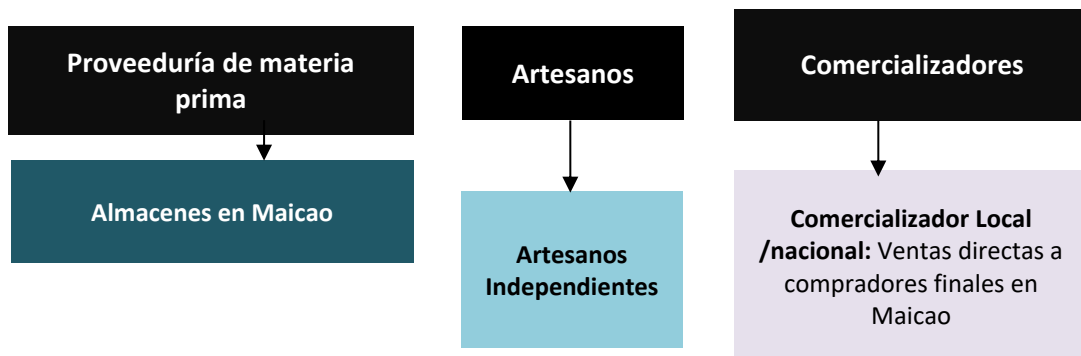 Proveeduría de materia
prima
Almacenes en Maicao
Artesanos
Artesanos
Independientes
Comercializadores
Comercializador Local
/nacional: Ventas directas a
compradores finales en
Maicao